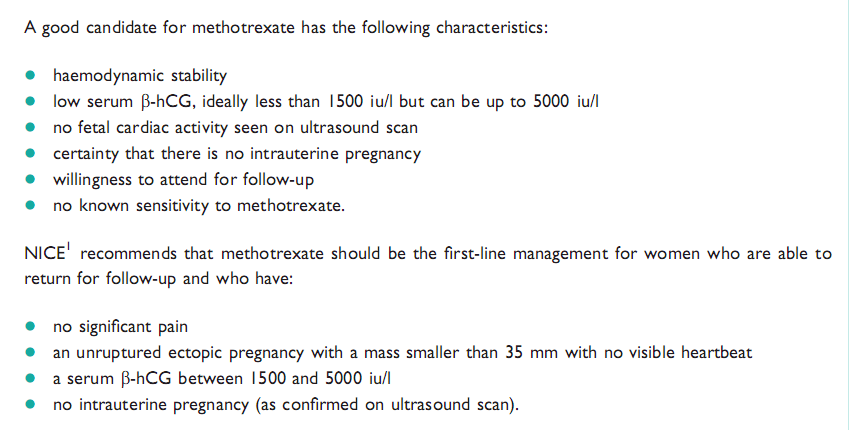 A good candidate for methotrexate has the following characteristics:
● haemodynamic stability
● low serum β-hCG, ideally less than 1500 iu/l but can be up to 5000 iu/l
● no fetal cardiac activity seen on ultrasound scan
● certainty that there is no intrauterine pregnancy
● willingness to attend for follow-up
● no known sensitivity to methotrexate.
NICE¹ recommends that methotrexate should be the first-line management for women who are able to
return for follow-up and who have:
● no significant pain
● an unruptured ectopic pregnancy with a mass smaller than 35 mm with no visible heartbeat
● a serum β-hCG between 1500 and 5000 iu/l
● no intrauterine pregnancy (as confirmed on ultrasound scan).